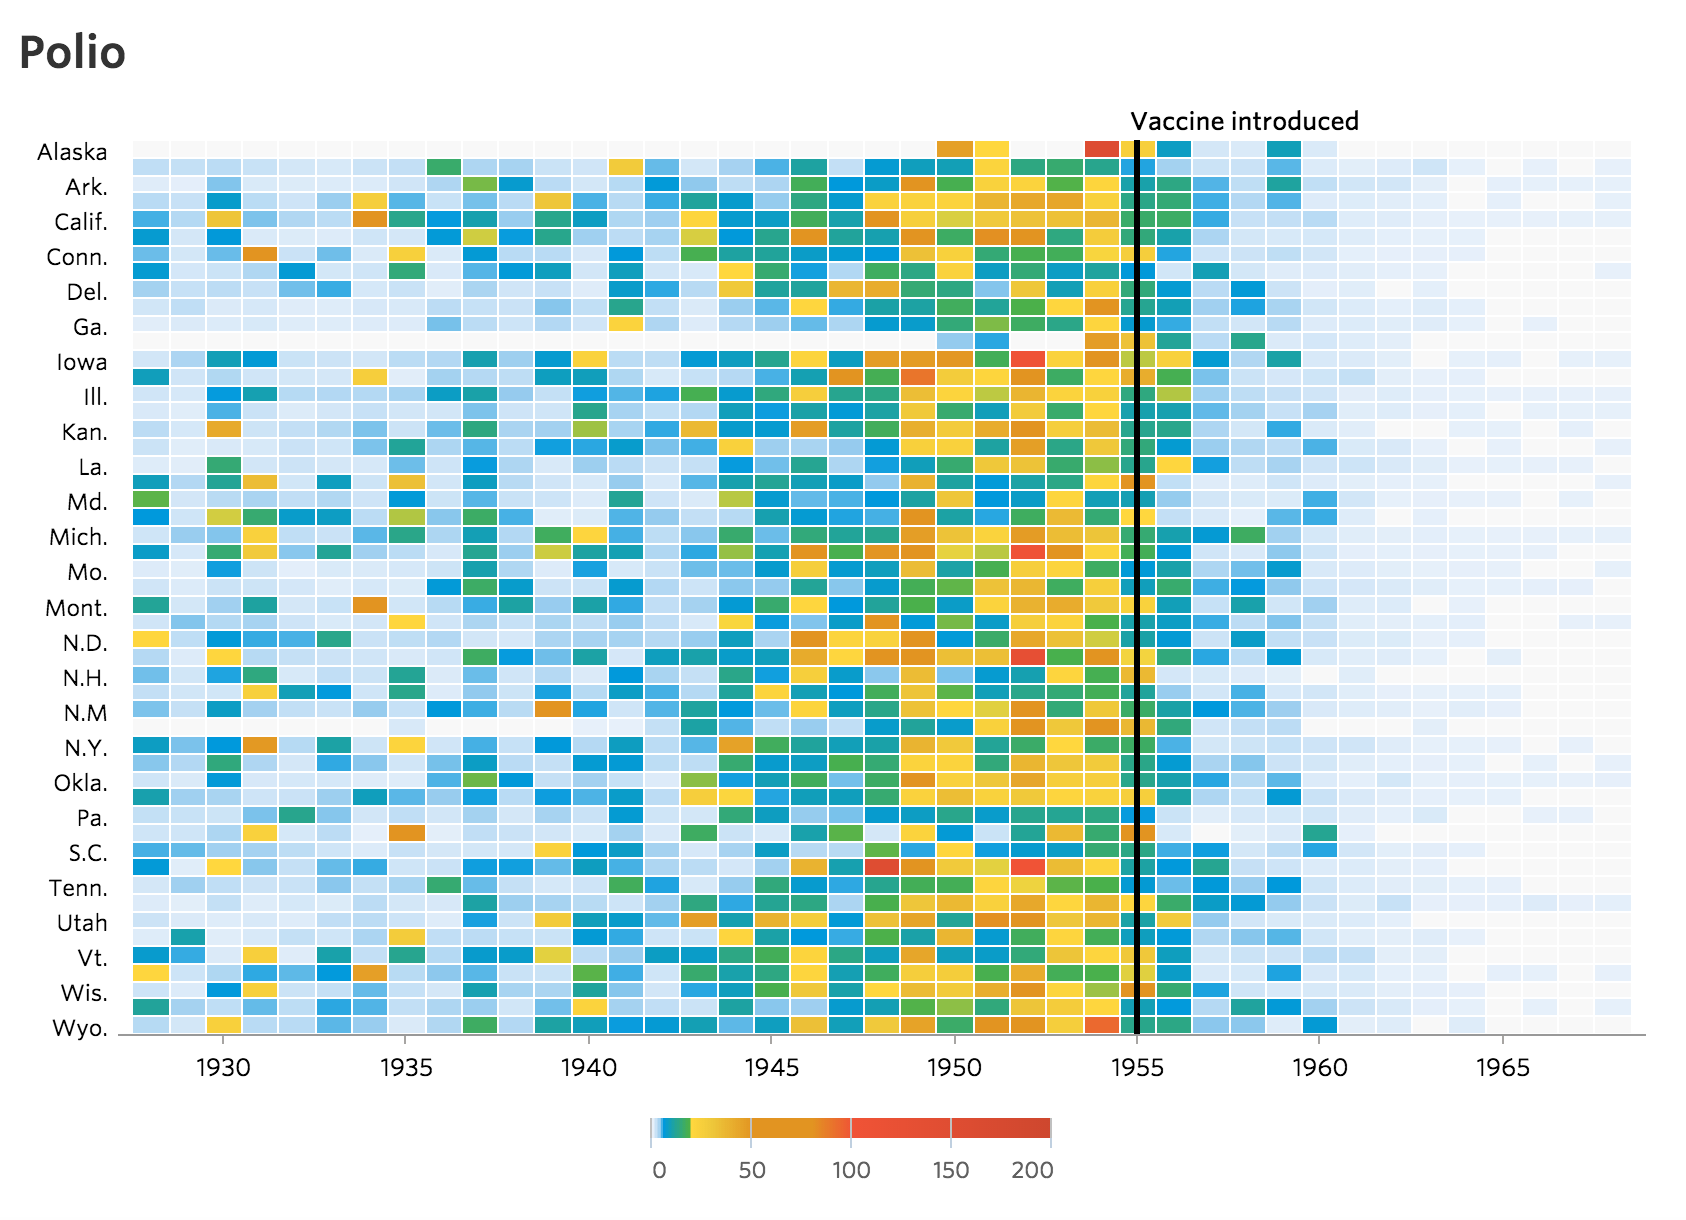 Polio
Vaccine introduced
Alaska
Ark.
Calif.
Conn.
Del.
Ga.
Iowa
Ill.
Kan.
La.
Md.
Mich.
Mo.
Mont.
N.D.
N.H.
N.M
N.Y.
Okla.
Pa.
S.C.
Tenn.
Utah
Vt.
Wis.
Wyo.
1930 1935 1940 1945 1950 1955 1960 1965
0 50 100 150 200